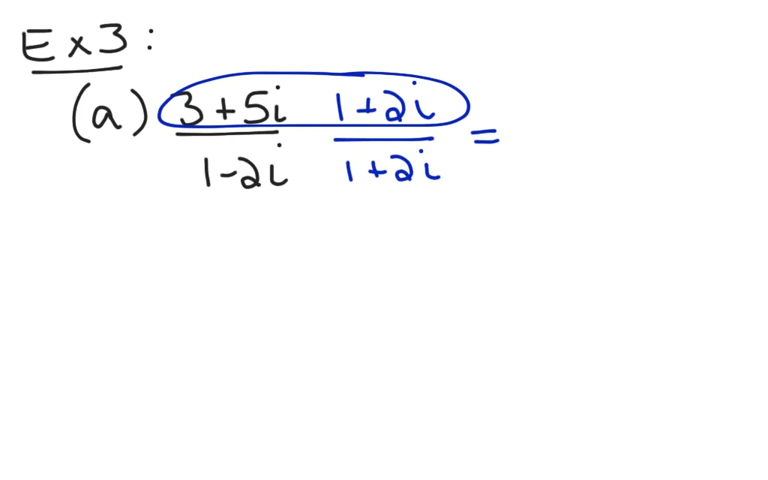 Ex3:
(a) 3+5i 1+2i =
1-2i 1+2i